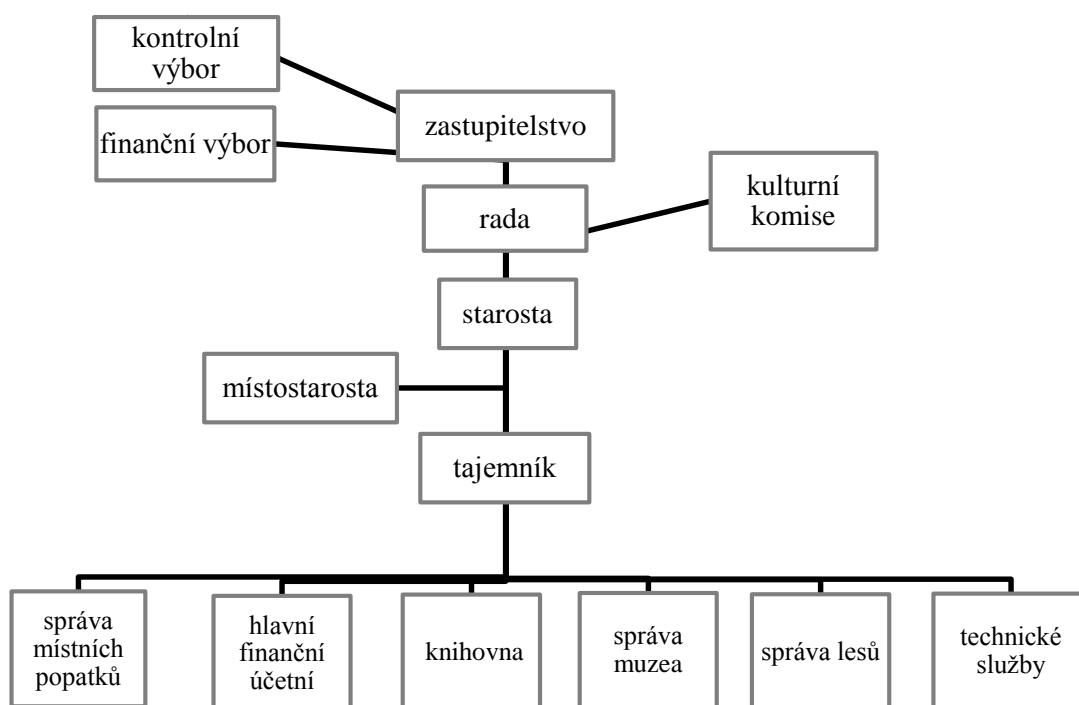 kontrolní
výbor
finanční výbor
zastupitelstvo
kulturní
komise
rada
starosta
místostarosta
tajemník
správa
místních
popatků
hlavní
finanční
účetní
knihovna
správa
muzea
správa lesů
technické
služby